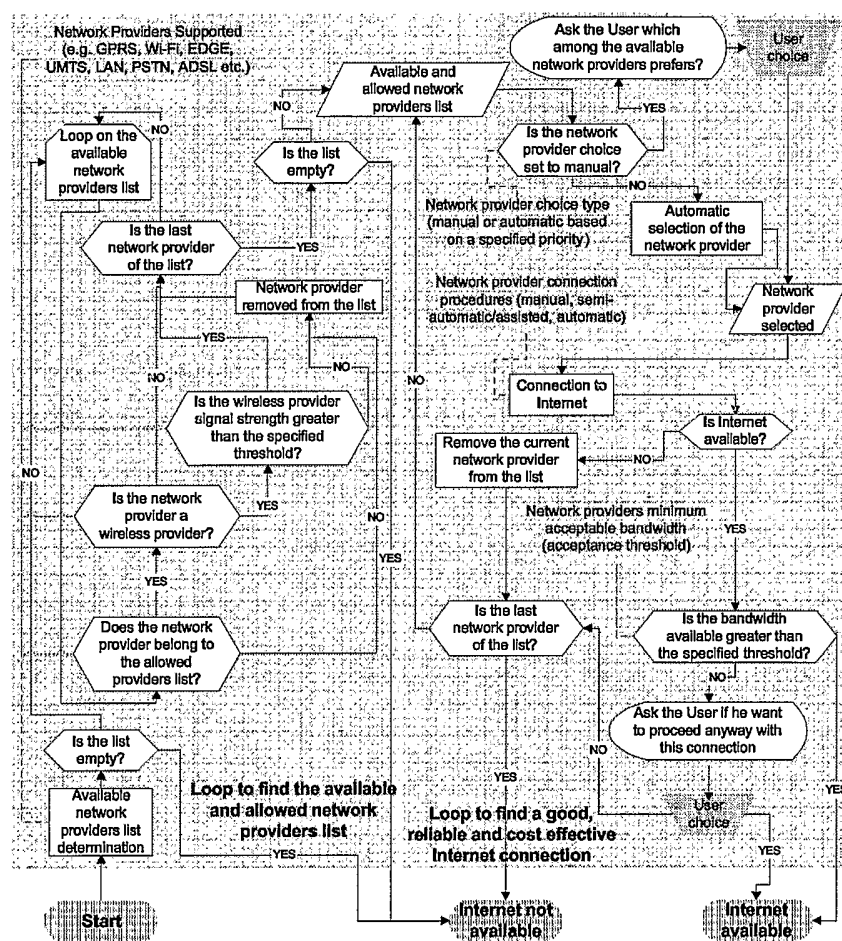 Network Providers Supported
(e.g. GPRS, Wi-Fi, EDGE,
UMTS, LAN, PSTN, ADSL etc.)
Ask the User which
among the available
network providers prefers?
User
choice
Available and
allowed network
providers list
NO
YES
NO
Loop on the
available
network
providers list
Is the list
empty?
Is the network
provider choice
set to manual?
NO
Network provider choice type
(manual or automatic based
on a specified priority)
Automatic
selection of the
network provider
Is the last
network provider
of the list?
YES
Network provider
removed from the list
Network provider connection
procedures (manual, semi-
automatic/assisted, automatic)
Network
provider
selected
YES
NO
NO
NO
Connection to
Internet
Is the wireless provider
signal strength greater
than the specified
threshold?
Is Internet
available?
Remove the current
network provider
from the list
NO
NO
Is the network
provider a
wireless provider?
YES
NO
Network providers minimum
acceptable bandwidth
(acceptance threshold)
YES
YES
YES
Does the network
provider belong to
the allowed
providers list?
Is the last
network provider
of the list?
Is the bandwidth
available greater than
the specified threshold?
NO
Ask the User if he want
to proceed anyway with
this connection
Is the list
empty?
NO
Available
network
providers list
determination
Loop to find the available
and allowed network
providers list
YES
YES
User
choice
Loop to find a good,
reliable and cost effective
Internet connection
YES
YES
Start
Internet not
available
Internet
available